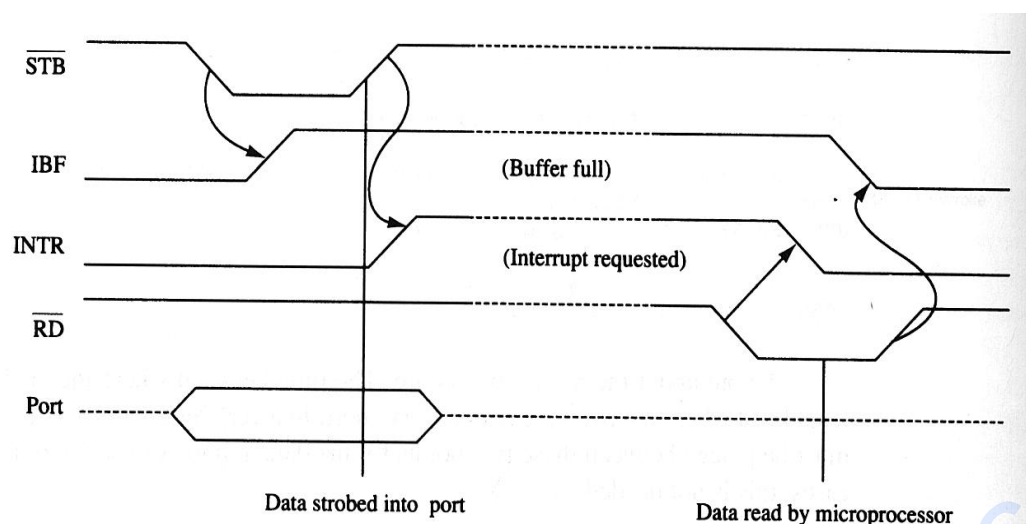 STB
IBF
(Buffer full)
INTR
(Interrupt requested)
RD
Port
Data strobed into port
Data read by microprocessor